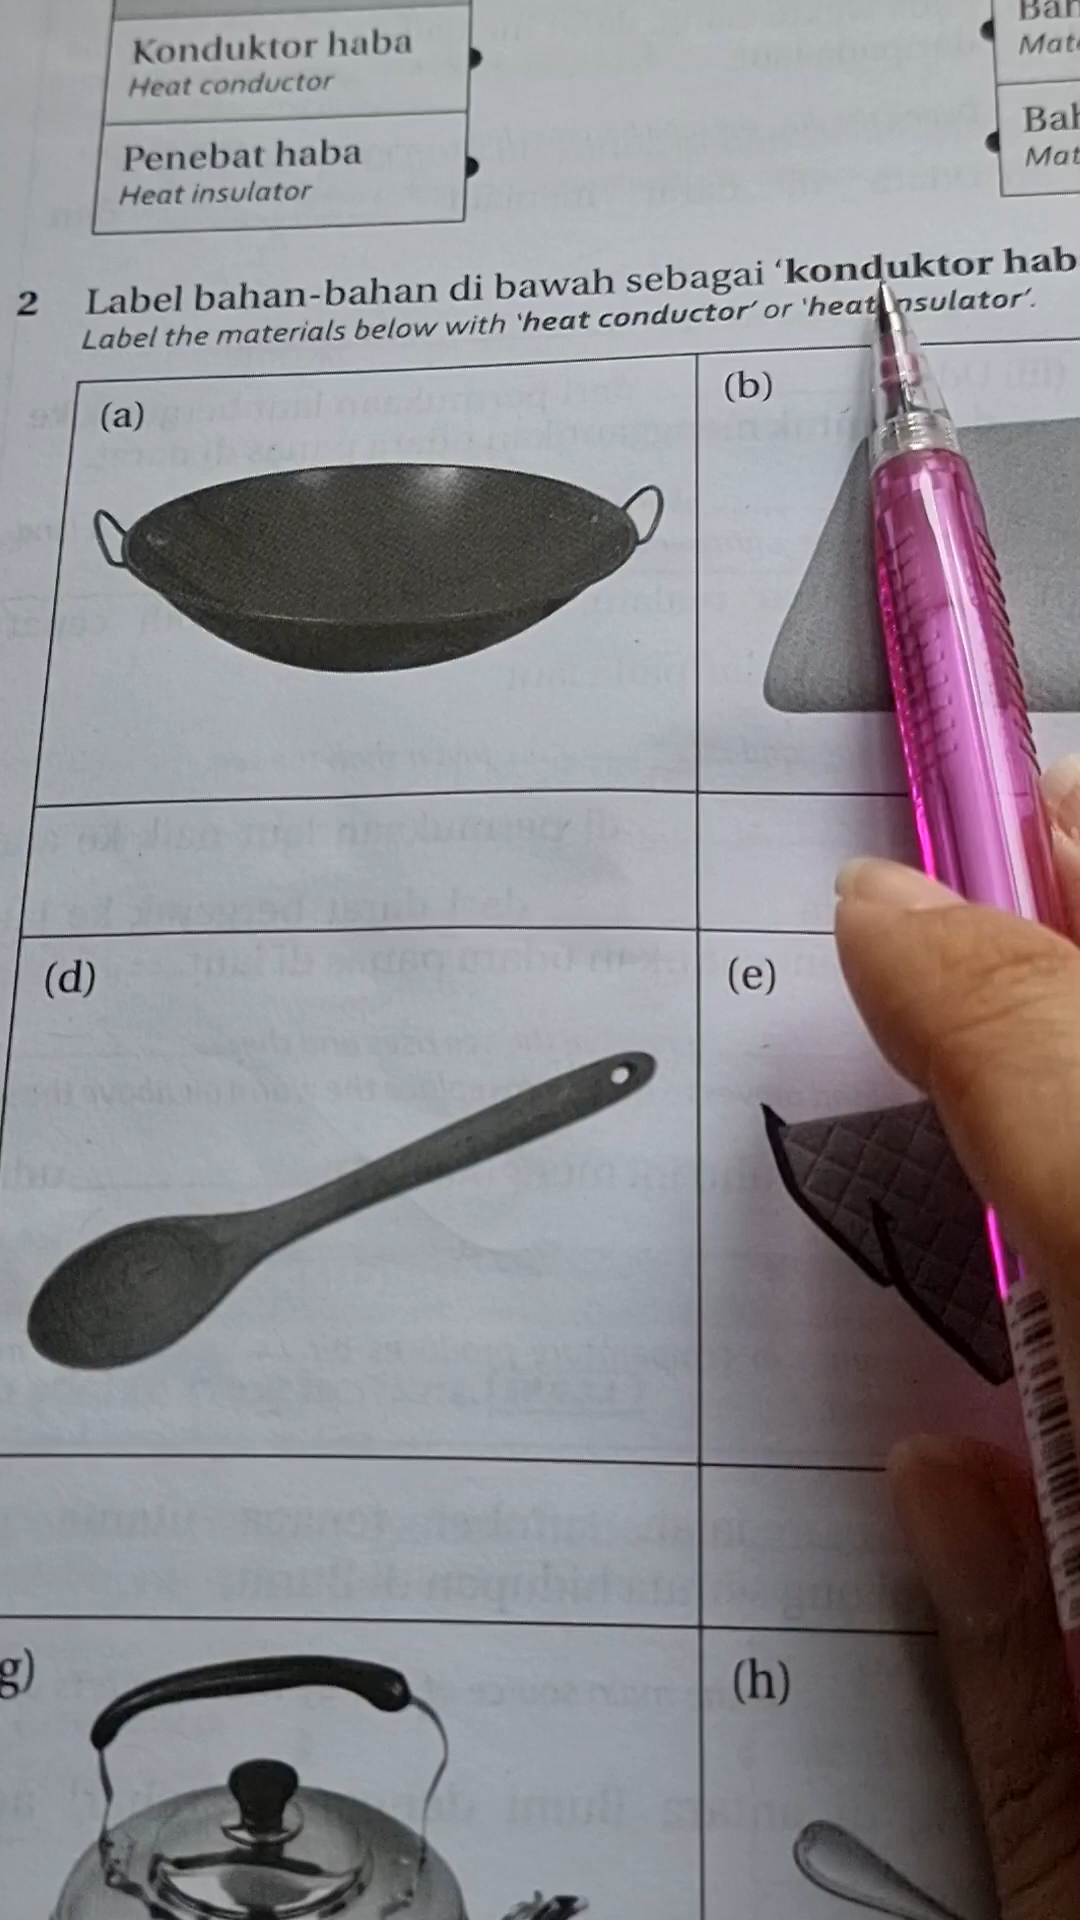 Konduktor haba
Heat conductor
Penebat haba
Heat insulator
Bah
Mat
2 Label bahan-bahan di bawah sebagai ‘konduktor hab
Label the materials below with ‘heat conductor’ or ‘heat insulator’.
(a)
(b)
(d)
(e)
g)
(h)